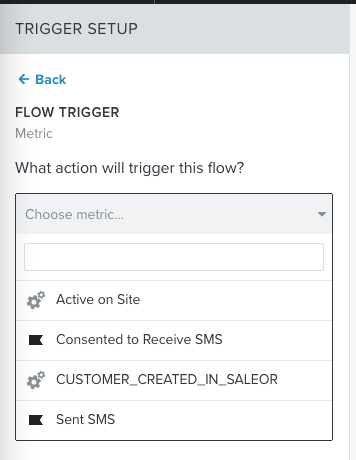 TRIGGER SETUP
← Back
FLOW TRIGGER
Metric
What action will trigger this flow?
Choose metric...
Active on Site
Consented to Receive SMS
CUSTOMER_CREATED_IN_SALEOR
Sent SMS